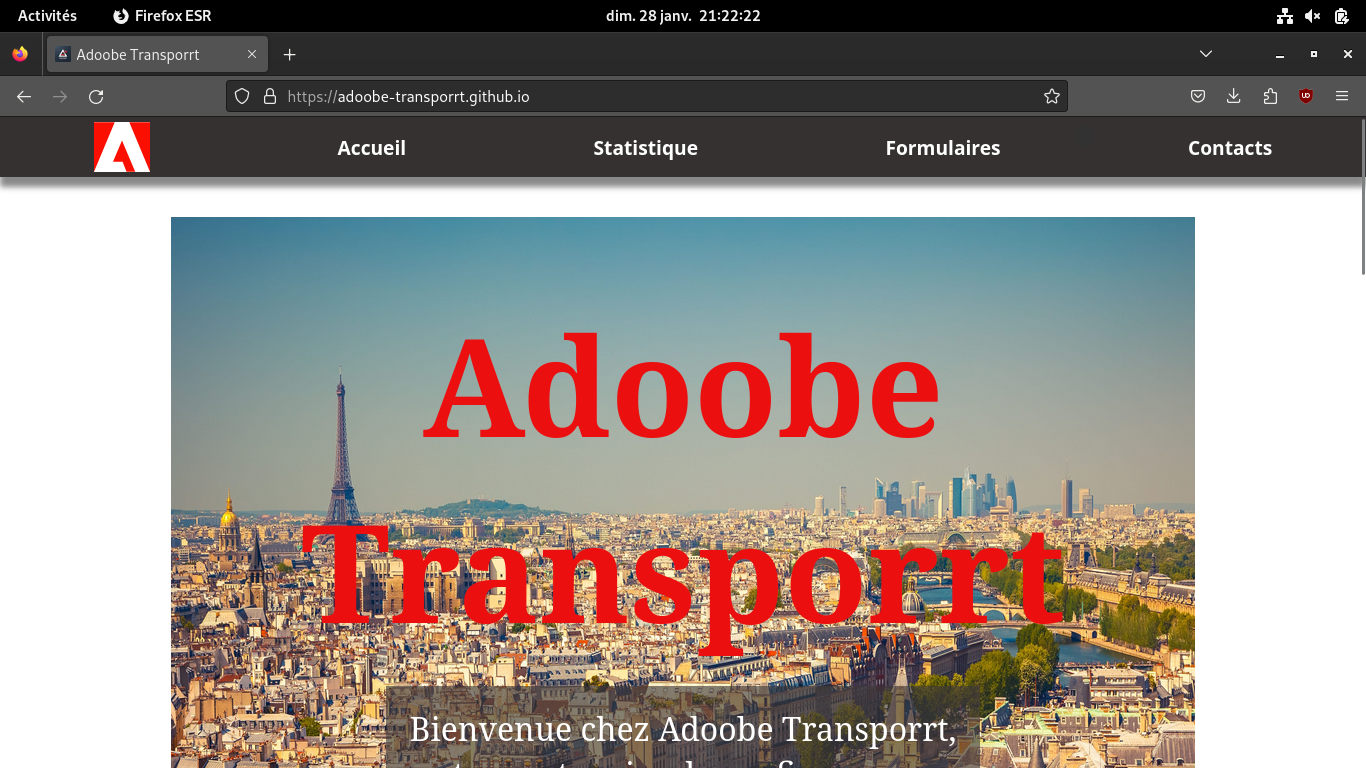 Activités Firefox ESR dim. 28 janv. 21:22:22
Adoobe Transporrt
https://adoobe-transporrt.github.io
Accueil Statistique Formulaires Contacts
Adoobe
Transporrt
Bienvenue chez Adoobe Transporrt,